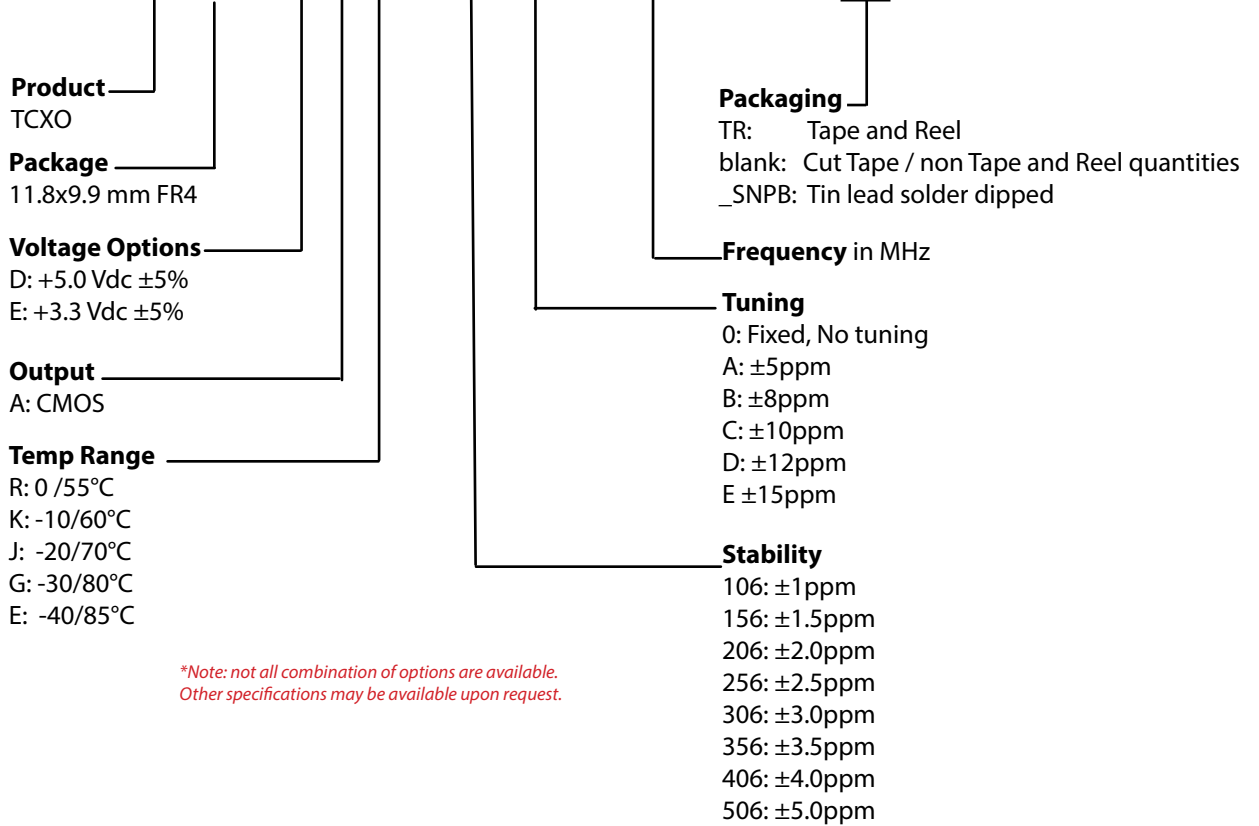 Product
TCXO
Package
11.8x9.9 mm FR4
Voltage Options
D: +5.0 Vdc ±5%
E: +3.3 Vdc ±5%
Output
A: CMOS
Temp Range
R: 0 /55°C
K: -10/60°C
J: -20/70°C
G: -30/80°C
E: -40/85°C
*Note: not all combination of options are available.
Other specifications may be available upon request.
Packaging
TR: Tape and Reel
blank: Cut Tape / non Tape and Reel quantities
_SNPB: Tin lead solder dipped
Frequency in MHz
Tuning
0: Fixed, No tuning
A: ±5ppm
B: ±8ppm
C: ±10ppm
D: ±12ppm
E ±15ppm
Stability
106: ±1ppm
156: ±1.5ppm
206: ±2.0ppm
256: ±2.5ppm
306: ±3.0ppm
356: ±3.5ppm
406: ±4.0ppm
506: ±5.0ppm